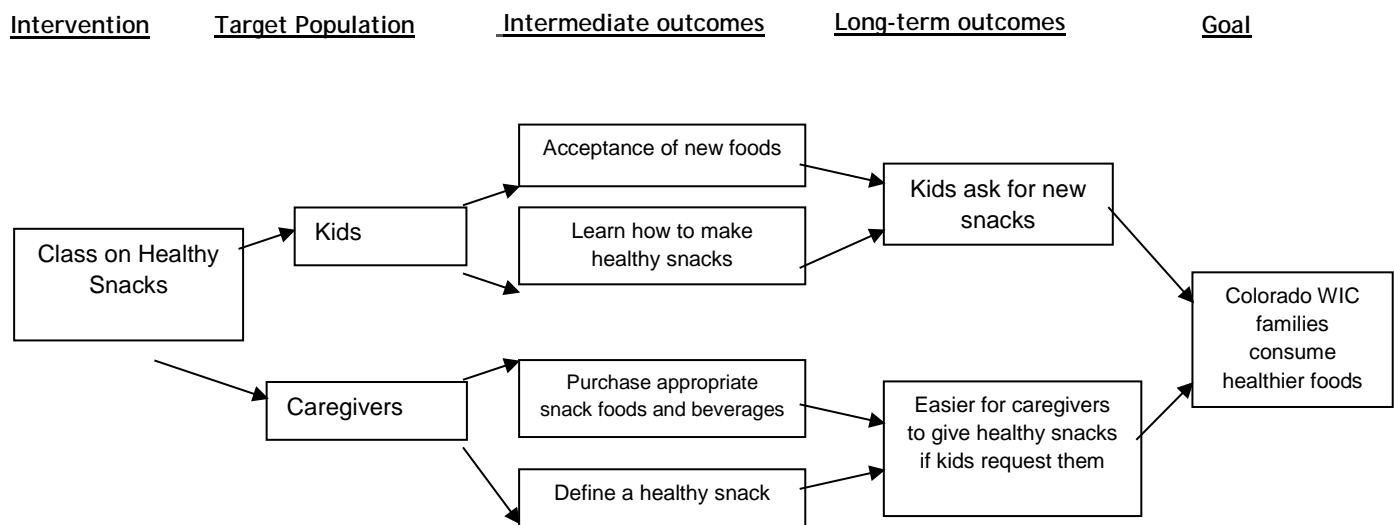 Intervention Target Population Intermediate outcomes Long-term outcomes Goal
Acceptance of new foods
Kids ask for new
snacks
Kids
Learn how to make
healthy snacks
Class on Healthy
Snacks
Colorado WIC
families
consume
healthier foods
Purchase appropriate
snack foods and beverages
Caregivers
Easier for caregivers
to give healthy snacks
if kids request them
Define a healthy snack